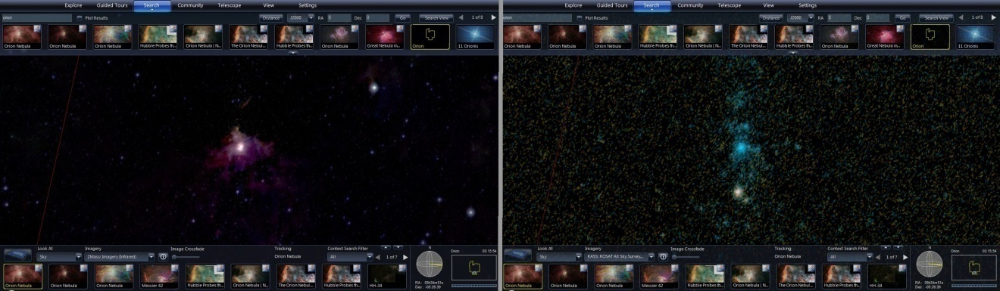 Explore Guided Tours Search Community Telescope View Settings
orion Plot Results Distance J2000 RA 0 Dec 0 Go Search View 1 of 8
Orion Nebula Orion Nebula Orion Nebula Hubble Probes th... Orion Nebula ( N... The Orion Nebul... Hubble Probes th... Orion Nebula Great Nebula in... Orion 11 Orionis
Look At Imagery Image Crossfade Tracking Context Search Filter
Sky 2Mass: Imagery (Infrared) Orion Nebula All 1 of 7
N
Orion 03:15:54
Orion Nebula Orion Nebula Orion Nebula Messier 42 Hubble Probes th... Orion Nebula ( N... The Orion Nebul... Hubble Probes th... HH-34
RA : 05h34m51s
Dec : -05:26:39
Explore Guided Tours Search Community Telescope View Settings
orion Plot Results Distance J2000 RA 0 Dec 0 Go Search View 1 of 8
Orion Nebula Orion Nebula Orion Nebula Hubble Probes th... Orion Nebula ( N... The Orion Nebul... Hubble Probes th... Orion Nebula Great Nebula in... Orion 11 Orionis
Look At Imagery Image Crossfade Tracking Context Search Filter
Sky RASS: ROSAT All Sky Survey... Orion Nebula All 1 of 7
N
Orion 03:15:54
Orion Nebula Orion Nebula Orion Nebula Messier 42 Hubble Probes th... Orion Nebula ( N... The Orion Nebul... Hubble Probes th... HH-34
RA : 05h34m51s
Dec : -05:26:39